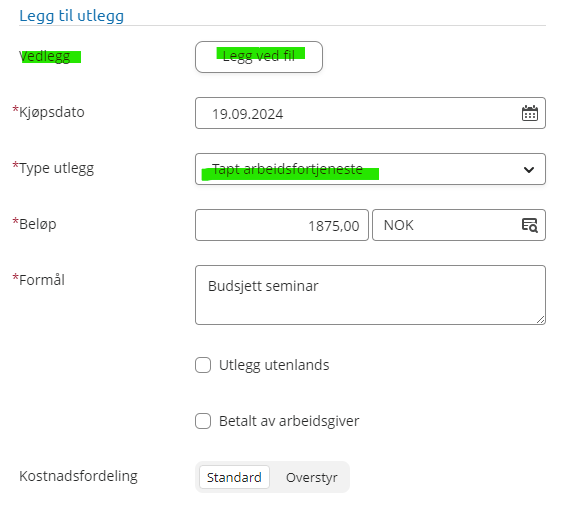 Legg til utlegg
Vedlegg
Legg ved fil
*Kjøpsdato
19.09.2024
*Type utlegg
Tapt arbeidsfortjeneste
*Beløp
1875,00
NOK
*Formål
Budsjett seminar
Utlegg utenlands
Betalt av arbeidsgiver
Kostnadsfordeling
Standard
Overstyr